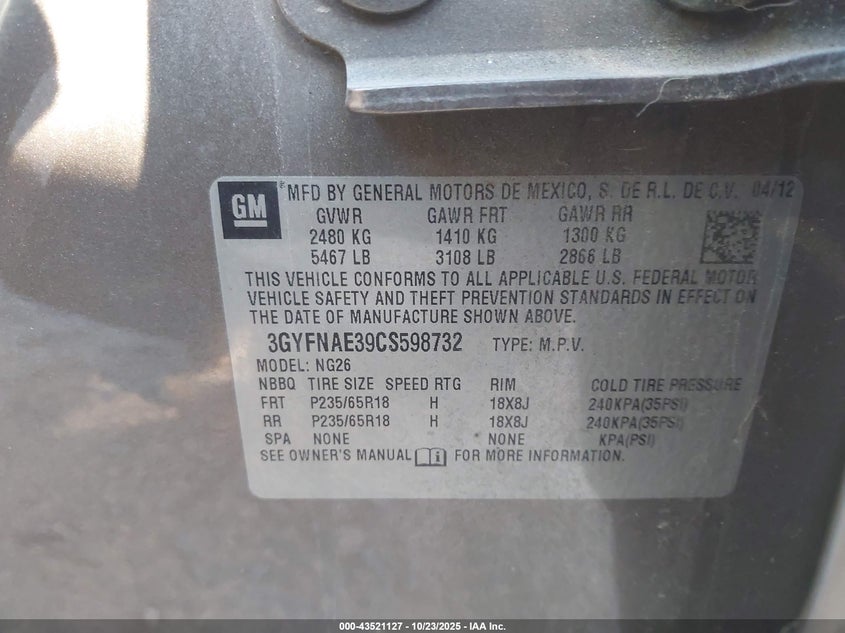 GM
MFD BY GENERAL MOTORS DE MEXICO, S. DE R.L. DE C.V. 04/12
GVWR GAWR FRT GAWR RR
2480 KG 1410 KG 1300 KG
5467 LB 3108 LB 2866 LB
THIS VEHICLE CONFORMS TO ALL APPLICABLE U.S. FEDERAL MOTOR
VEHICLE SAFETY AND THEFT PREVENTION STANDARDS IN EFFECT ON
THE DATE OF MANUFACTURE SHOWN ABOVE.
3GYFNAE39CS598732 TYPE: M.P.V.
MODEL: NG26
NBBQ TIRE SIZE SPEED RTG RIM COLD TIRE PRESSURE
FRT P235/65R18 H 18X8J 240KPA(35PSI)
RR P235/65R18 H 18X8J 240KPA(35PSI)
SPA NONE NONE KPA(PSI)
SEE OWNER'S MANUAL FOR MORE INFORMATION.
000-43521127 - 10/23/2025 - IAA Inc.